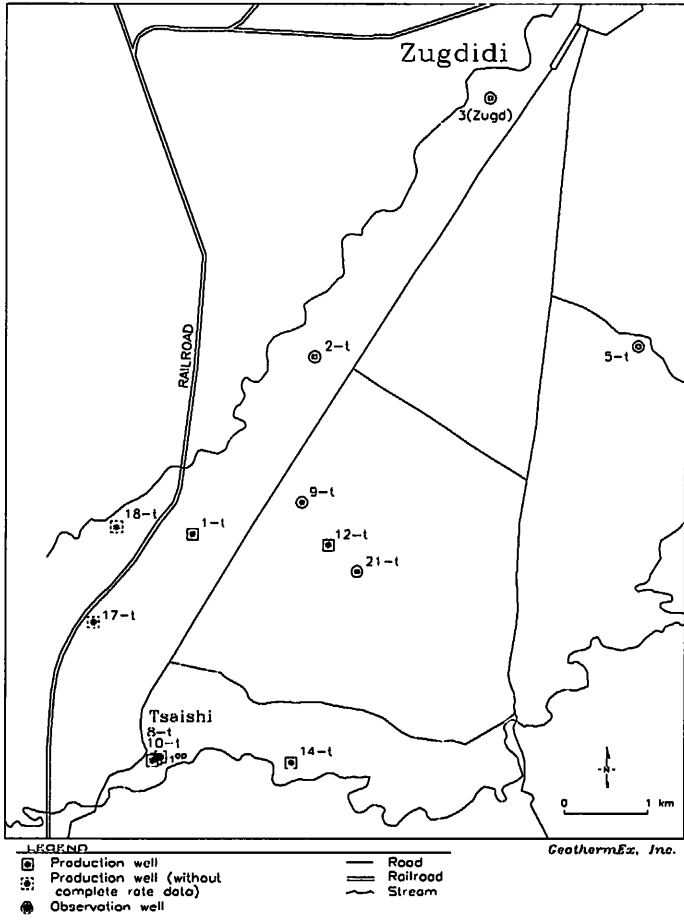 Zugdidi
3(Zugd)
2-t
5-t
RAILROAD
9-t
18-t
1-t
12-t
21-t
17-t
Tsaishi
8-t
10-t
1op
14-t
N
0 1 km
LEGEND
GeothermEx, Inc.
Production well
Production well (without
complete rate data)
Observation well
Road
Railroad
Stream